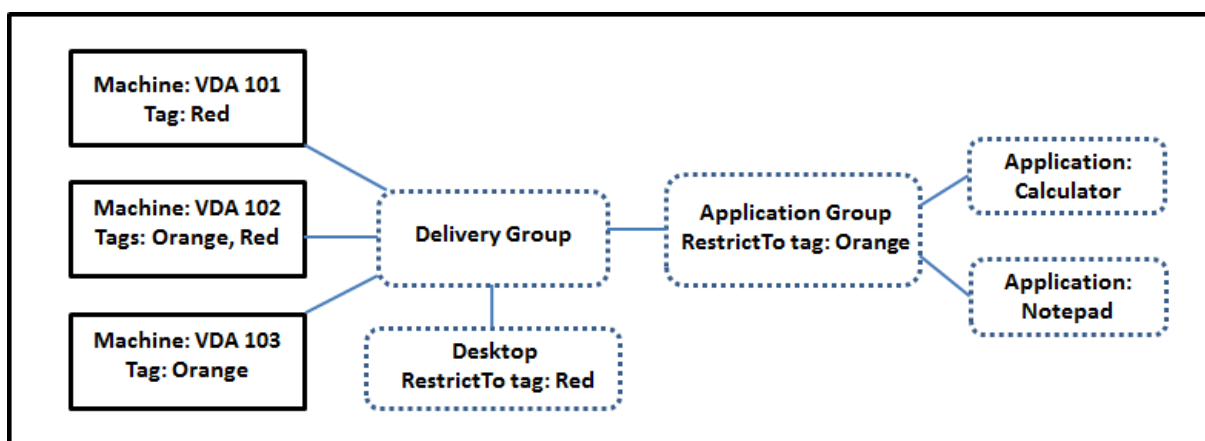 Machine: VDA 101
Tag: Red
Machine: VDA 102
Tags: Orange, Red
Machine: VDA 103
Tag: Orange
Delivery Group
Desktop
RestrictTo tag: Red
Application Group
RestrictTo tag: Orange
Application:
Calculator
Application:
Notepad